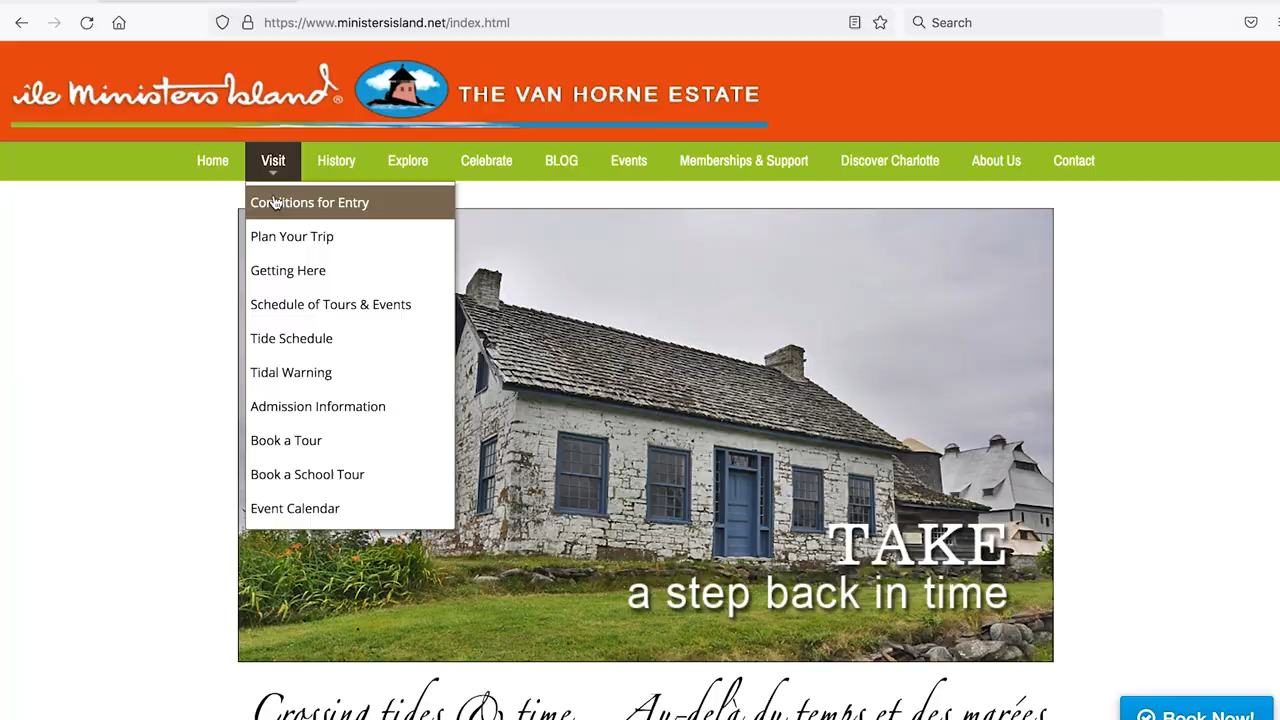 https://www.ministersisland.net/index.html
Search
île Ministers Island® THE VAN HORNE ESTATE
Home Visit History Explore Celebrate BLOG Events Memberships & Support Discover Charlotte About Us Contact
Conditions for Entry
Plan Your Trip
Getting Here
Schedule of Tours & Events
Tide Schedule
Tidal Warning
Admission Information
Book a Tour
Book a School Tour
Event Calendar
TAKE
a step back in time
Crossing tides & time Au-delà du temps et des marées
Book Now!